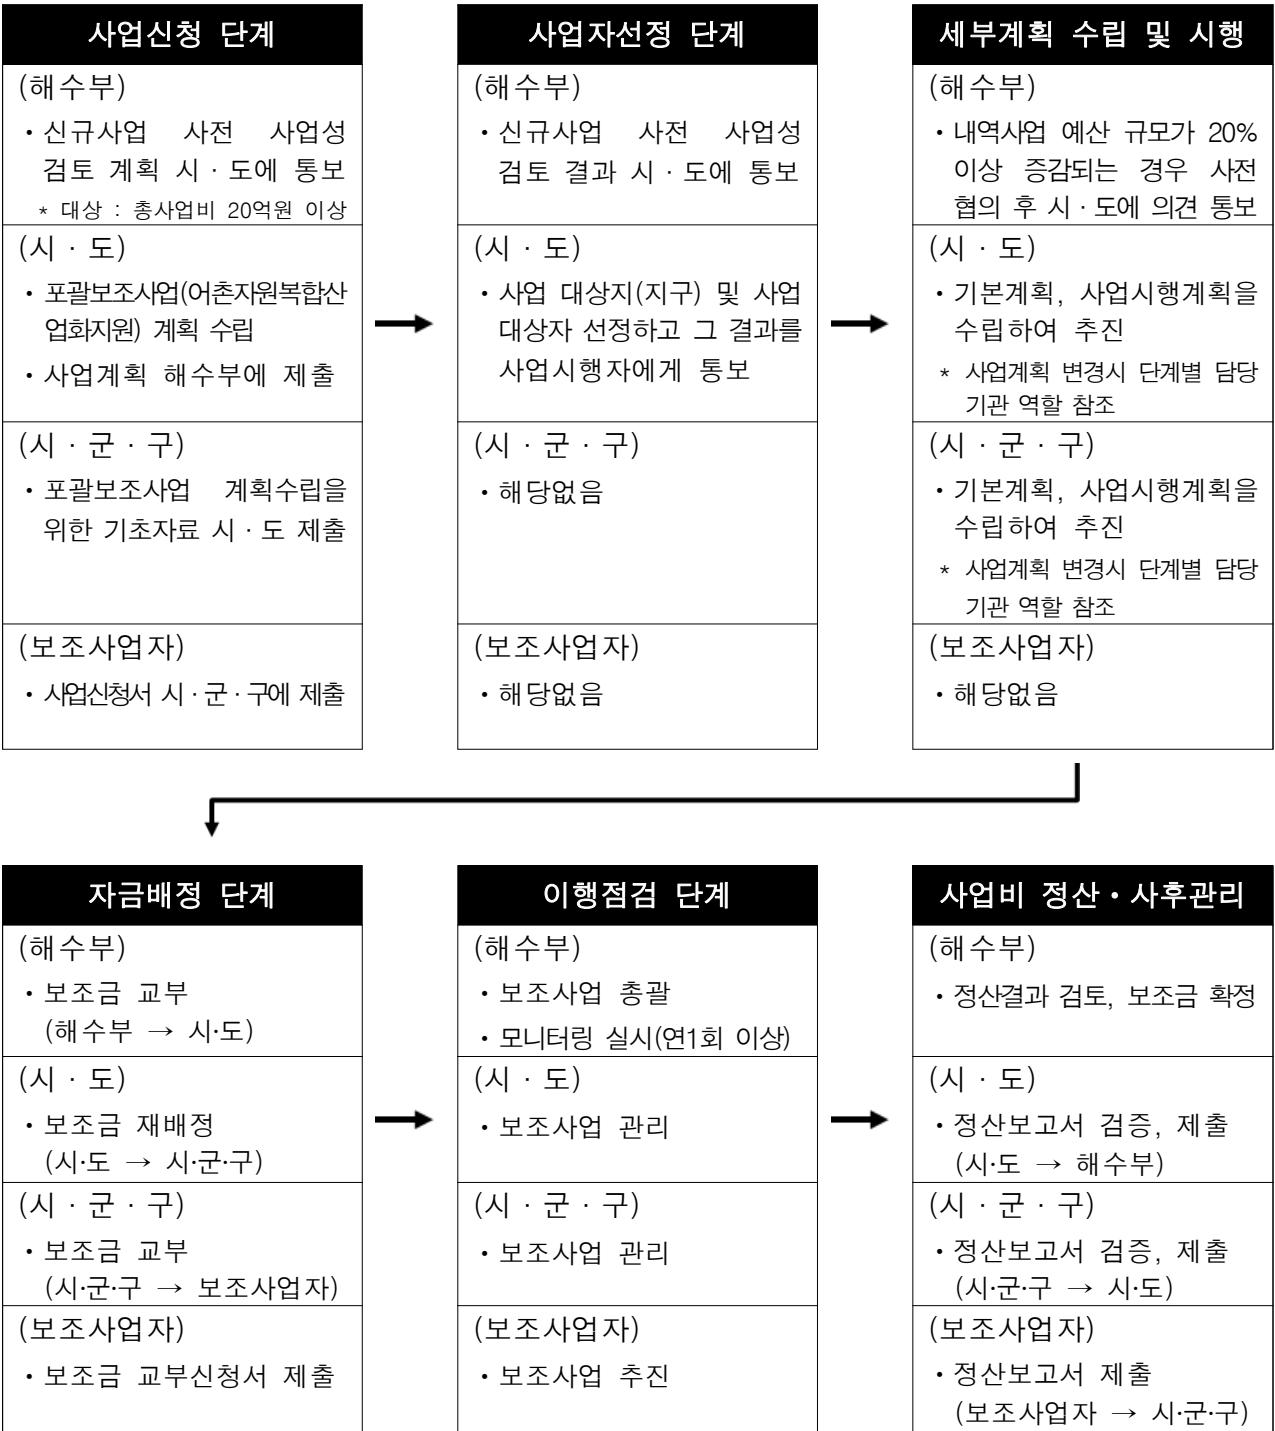 사업신청 단계
(해수부)
• 신규사업 사전 사업성
검토 계획 시 · 도에 통보
* 대상 : 총사업비 20억원 이상
(시 · 도)
• 포괄보조사업(어촌자원복합산
업화지원) 계획 수립
• 사업계획 해수부에 제출
(시 · 군 · 구)
• 포괄보조사업 계획수립을
위한 기초자료 시 · 도 제출
(보조사업자)
• 사업신청서 시 · 군 · 구에 제출
사업자선정 단계
(해수부)
• 신규사업 사전 사업성
검토 결과 시 · 도에 통보
(시 · 도)
• 사업 대상지(지구) 및 사업
대상자 선정하고 그 결과를
사업시행자에게 통보
(시 · 군 · 구)
• 해당없음
(보조사업자)
• 해당없음
세부계획 수립 및 시행
(해수부)
• 내역사업 예산 규모가 20%
이상 증감되는 경우 사전
협의 후 시 · 도에 의견 통보
(시 · 도)
• 기본계획, 사업시행계획을
수립하여 추진
* 사업계획 변경시 단계별 담당
기관 역할 참조
(시 · 군 · 구)
• 기본계획, 사업시행계획을
수립하여 추진
* 사업계획 변경시 단계별 담당
기관 역할 참조
(보조사업자)
• 해당없음
자금배정 단계
(해수부)
• 보조금 교부
(해수부 → 시·도)
(시 · 도)
• 보조금 재배정
(시·도 → 시·군·구)
(시 · 군 · 구)
• 보조금 교부
(시·군·구 → 보조사업자)
(보조사업자)
• 보조금 교부신청서 제출
이행점검 단계
(해수부)
• 보조사업 총괄
• 모니터링 실시(연1회 이상)
(시 · 도)
• 보조사업 관리
(시 · 군 · 구)
• 보조사업 관리
(보조사업자)
• 보조사업 추진
사업비 정산 • 사후관리
(해수부)
• 정산결과 검토, 보조금 확정
(시 · 도)
• 정산보고서 검증, 제출
(시·도 → 해수부)
(시 · 군 · 구)
• 정산보고서 검증, 제출
(시·군·구 → 시·도)
(보조사업자)
• 정산보고서 제출
(보조사업자 → 시·군·구)